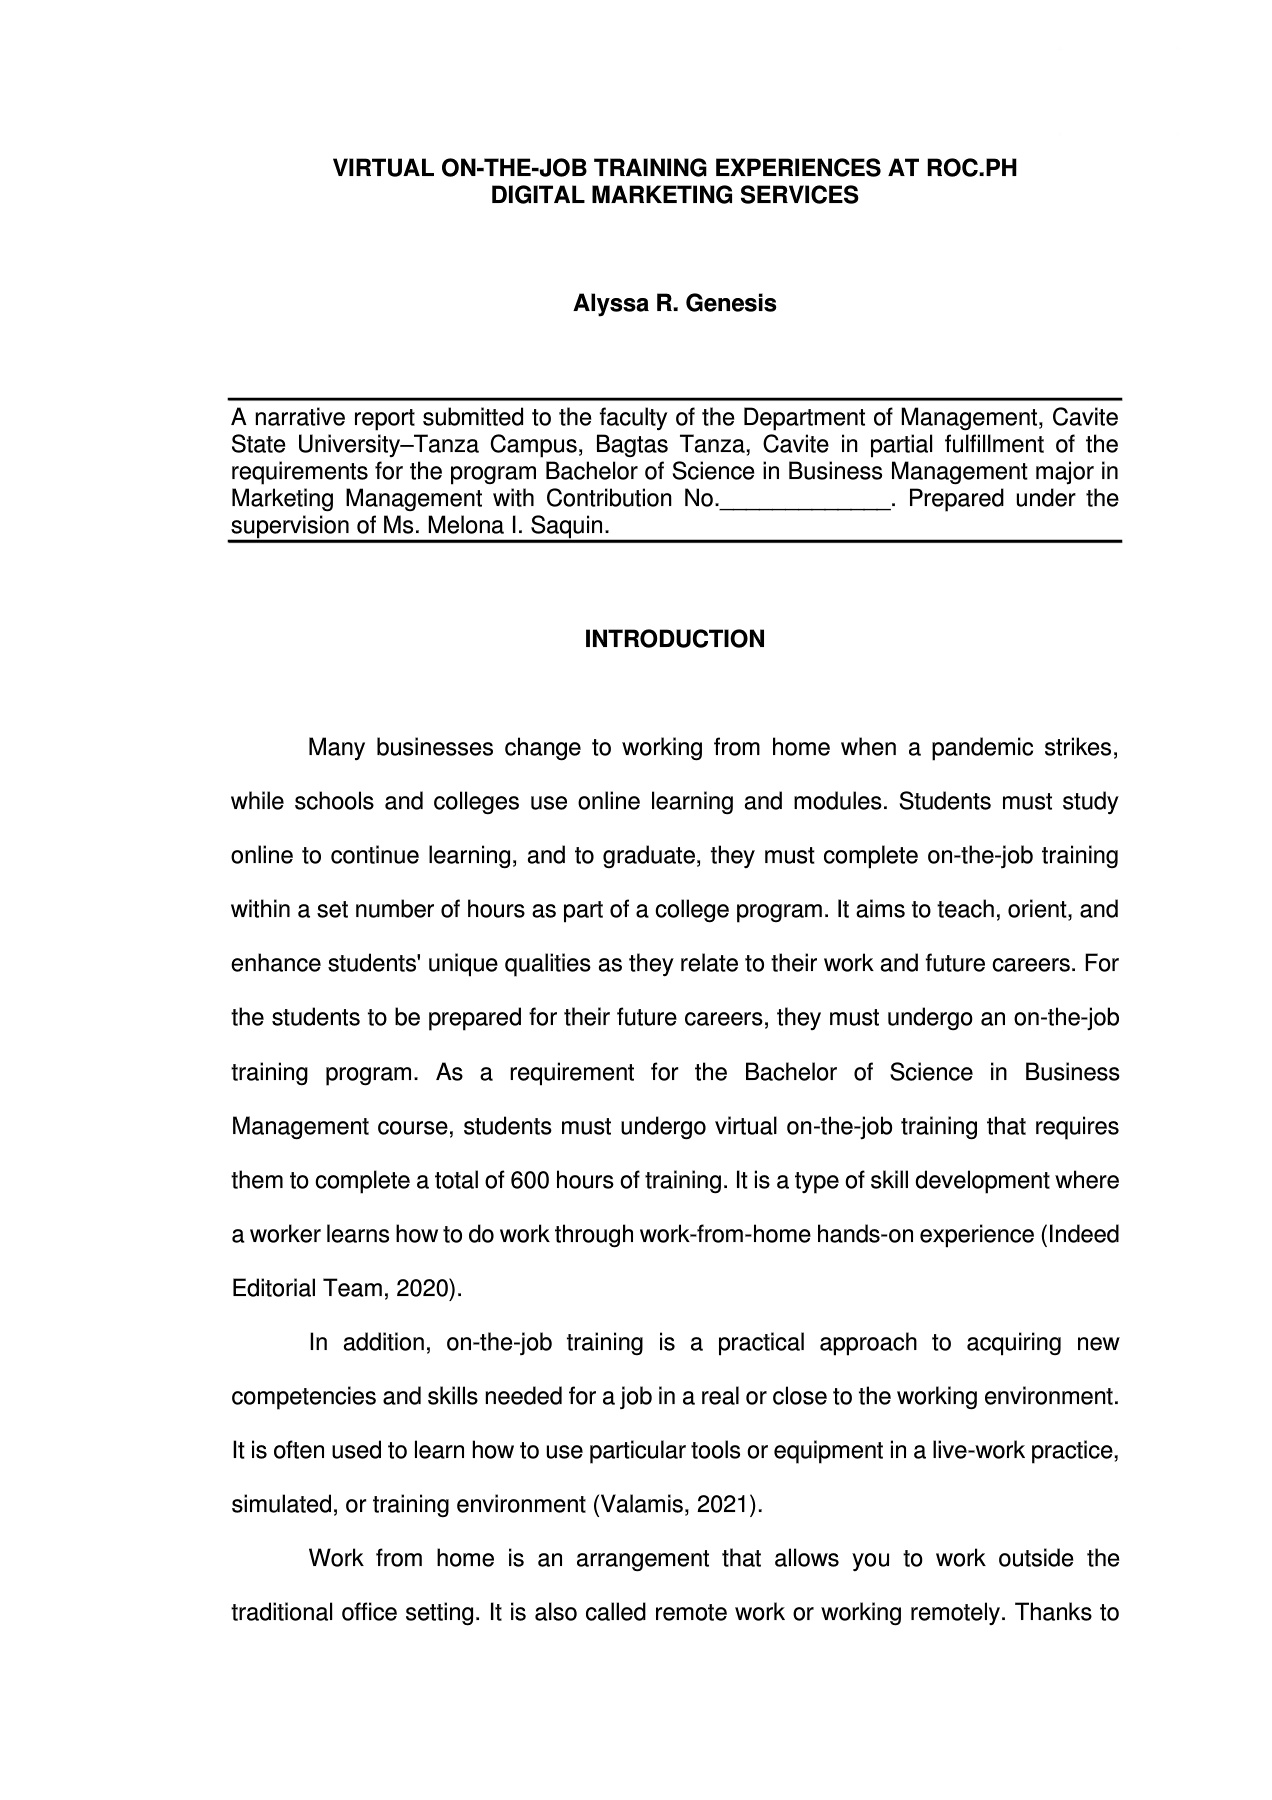 VIRTUAL ON-THE-JOB TRAINING EXPERIENCES AT ROC.PH
DIGITAL MARKETING SERVICES
Alyssa R. Genesis
A narrative report submitted to the faculty of the Department of Management, Cavite
State University–Tanza Campus, Bagtas Tanza, Cavite in partial fulfillment of the
requirements for the program Bachelor of Science in Business Management major in
Marketing Management with Contribution No._____________. Prepared under the
supervision of Ms. Melona I. Saquin.
INTRODUCTION
Many businesses change to working from home when a pandemic strikes,
while schools and colleges use online learning and modules. Students must study
online to continue learning, and to graduate, they must complete on-the-job training
within a set number of hours as part of a college program. It aims to teach, orient, and
enhance students' unique qualities as they relate to their work and future careers. For
the students to be prepared for their future careers, they must undergo an on-the-job
training program. As a requirement for the Bachelor of Science in Business
Management course, students must undergo virtual on-the-job training that requires
them to complete a total of 600 hours of training. It is a type of skill development where
a worker learns how to do work through work-from-home hands-on experience (Indeed
Editorial Team, 2020).
In addition, on-the-job training is a practical approach to acquiring new
competencies and skills needed for a job in a real or close to the working environment.
It is often used to learn how to use particular tools or equipment in a live-work practice,
simulated, or training environment (Valamis, 2021).
Work from home is an arrangement that allows you to work outside the
traditional office setting. It is also called remote work or working remotely. Thanks to